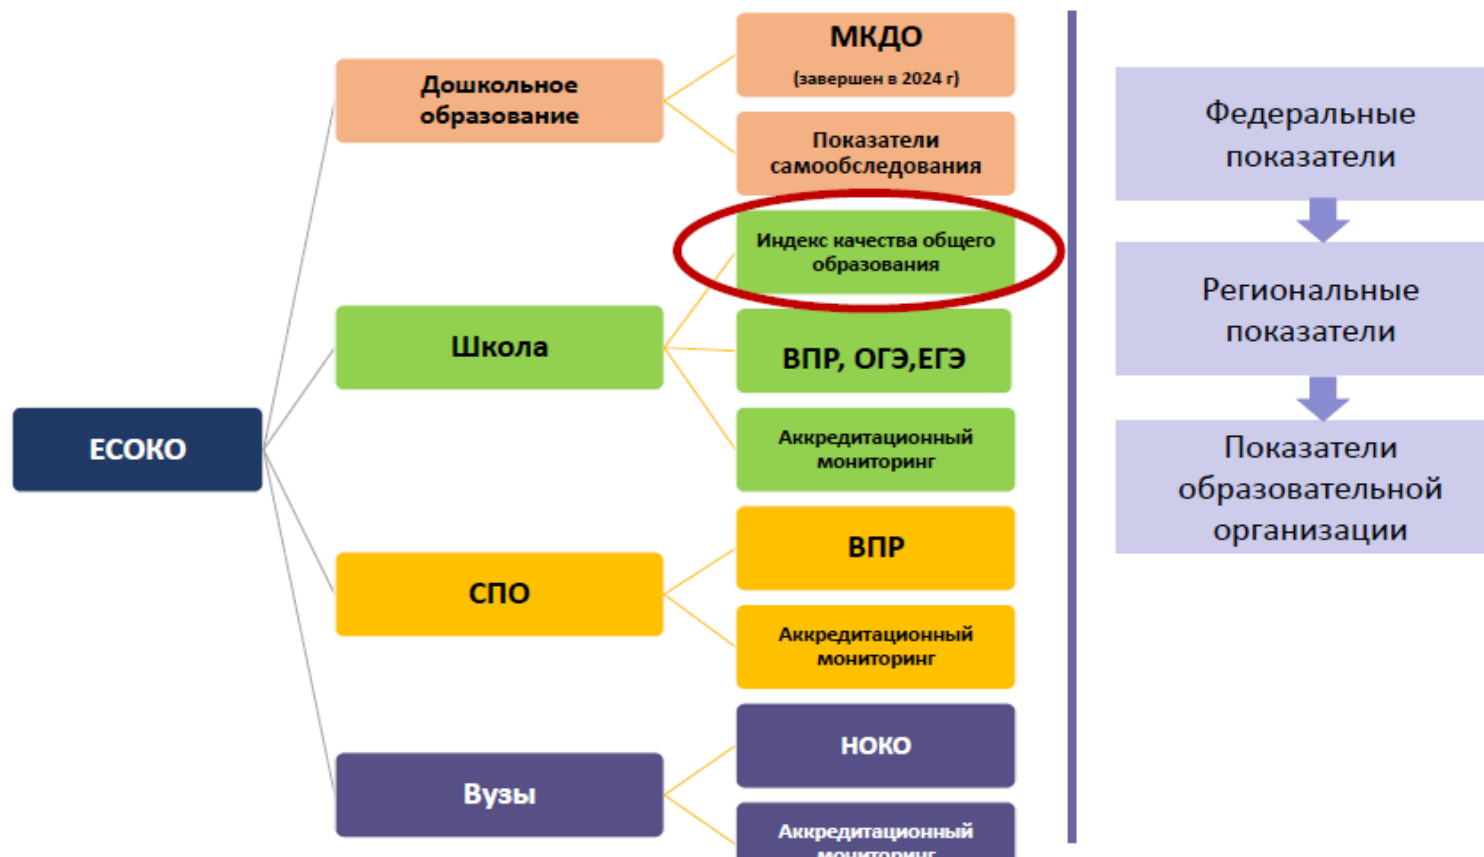 ЕСОКО
Дошкольное
образование
МКДО
(завершен в 2024 г)
Показатели
самообследования
Школа
Индекс качества общего
образования
ВПР, ОГЭ,ЕГЭ
Аккредитационный
мониторинг
СПО
ВПР
Аккредитационный
мониторинг
Вузы
НОКО
Аккредитационный
мониторинг
Федеральные
показатели
Региональные
показатели
Показатели
образовательной
организации